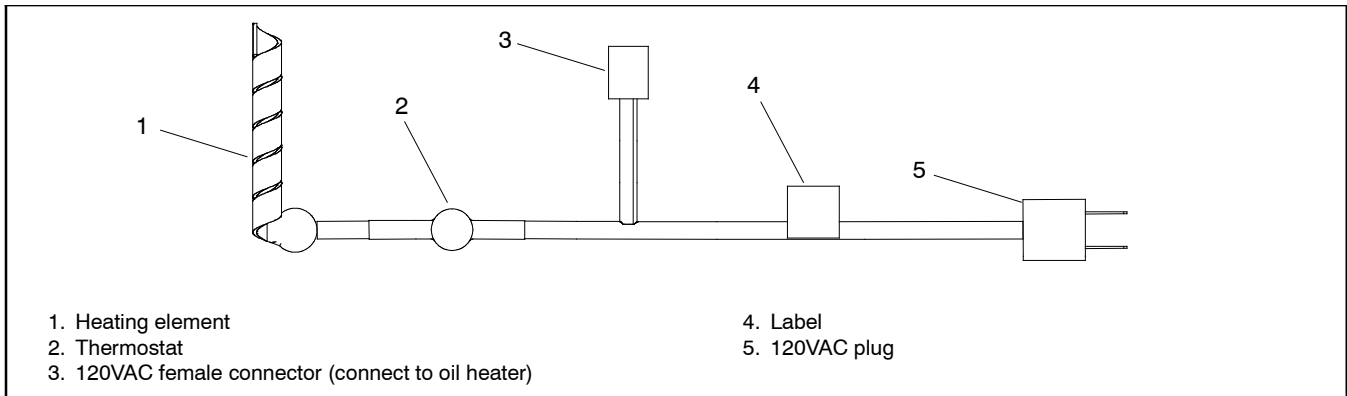 3
4
2
1
5
1. Heating element
2. Thermostat
3. 120VAC female connector (connect to oil heater)
4. Label
5. 120VAC plug